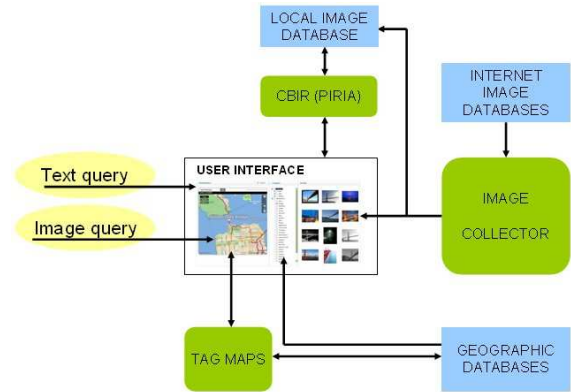 LOCAL IMAGE
DATABASE
CBIR (PIRIA)
INTERNET
IMAGE
DATABASES
USER INTERFACE
Text query
Image query
IMAGE
COLLECTOR
TAG MAPS
GEOGRAPHIC
DATABASES